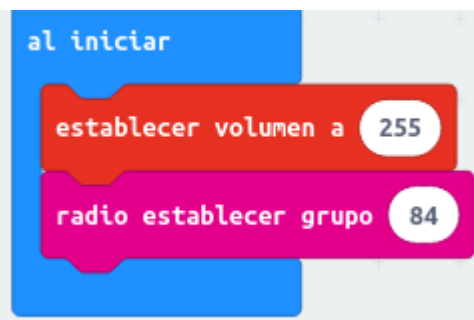 al iniciar
establecer volumen a 255
radio establecer grupo 84